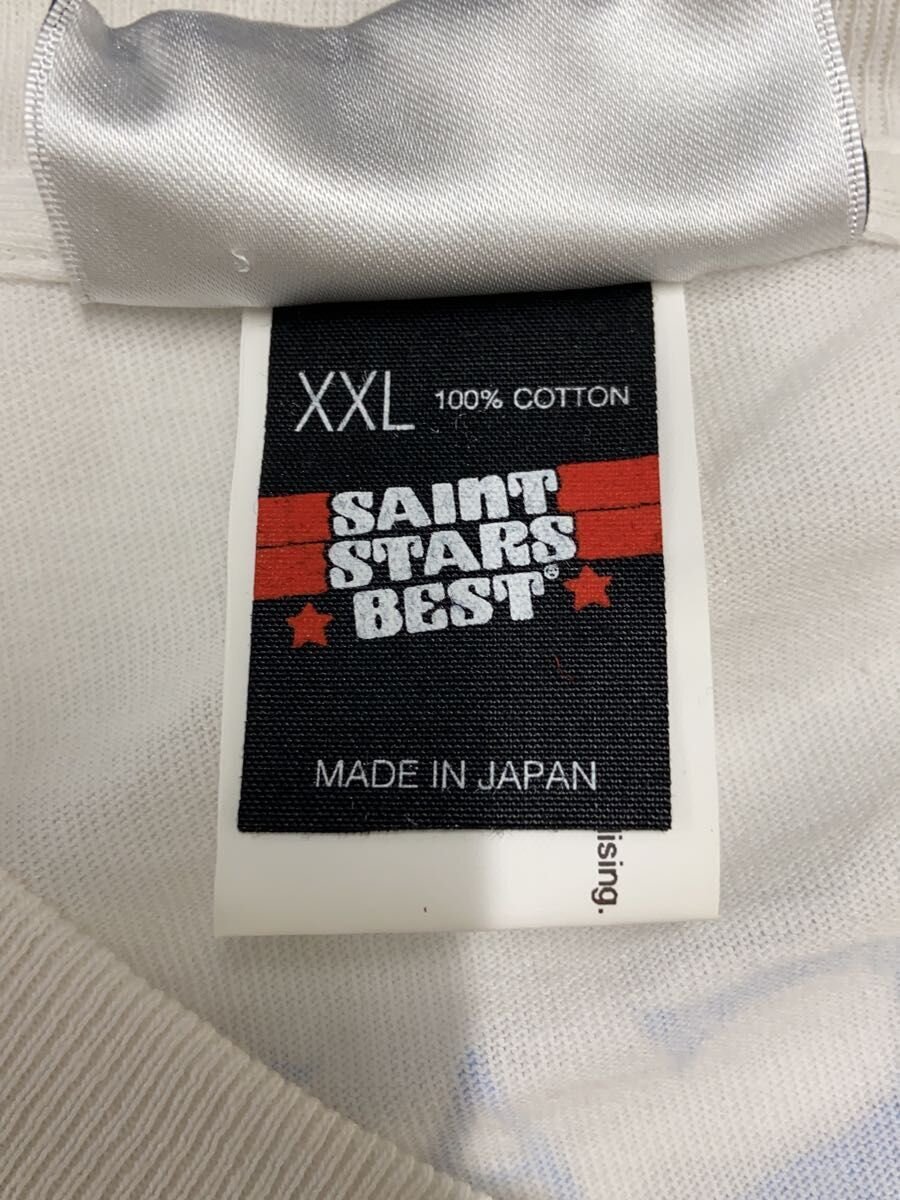 XXL 100% COTTON
SAINT
STARS
BEST®
MADE IN JAPAN
ising.